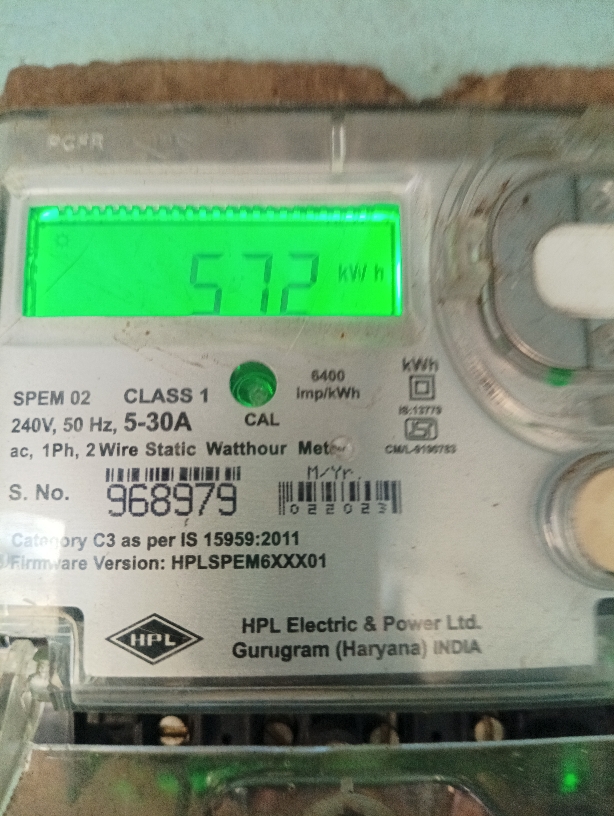 572 kW h
6400
imp/kWh
kWh
SPEM 02 CLASS 1
240V, 50 Hz, 5-30A
CAL
IS:13779
ac, 1Ph, 2 Wire Static Watthour Meter
M/Yr.
S. No. 968979
022023
Category C3 as per IS 15959:2011
Firmware Version: HPLSPEM6XXX01
HPL
HPL Electric & Power Ltd.
Gurugram (Haryana) INDIA